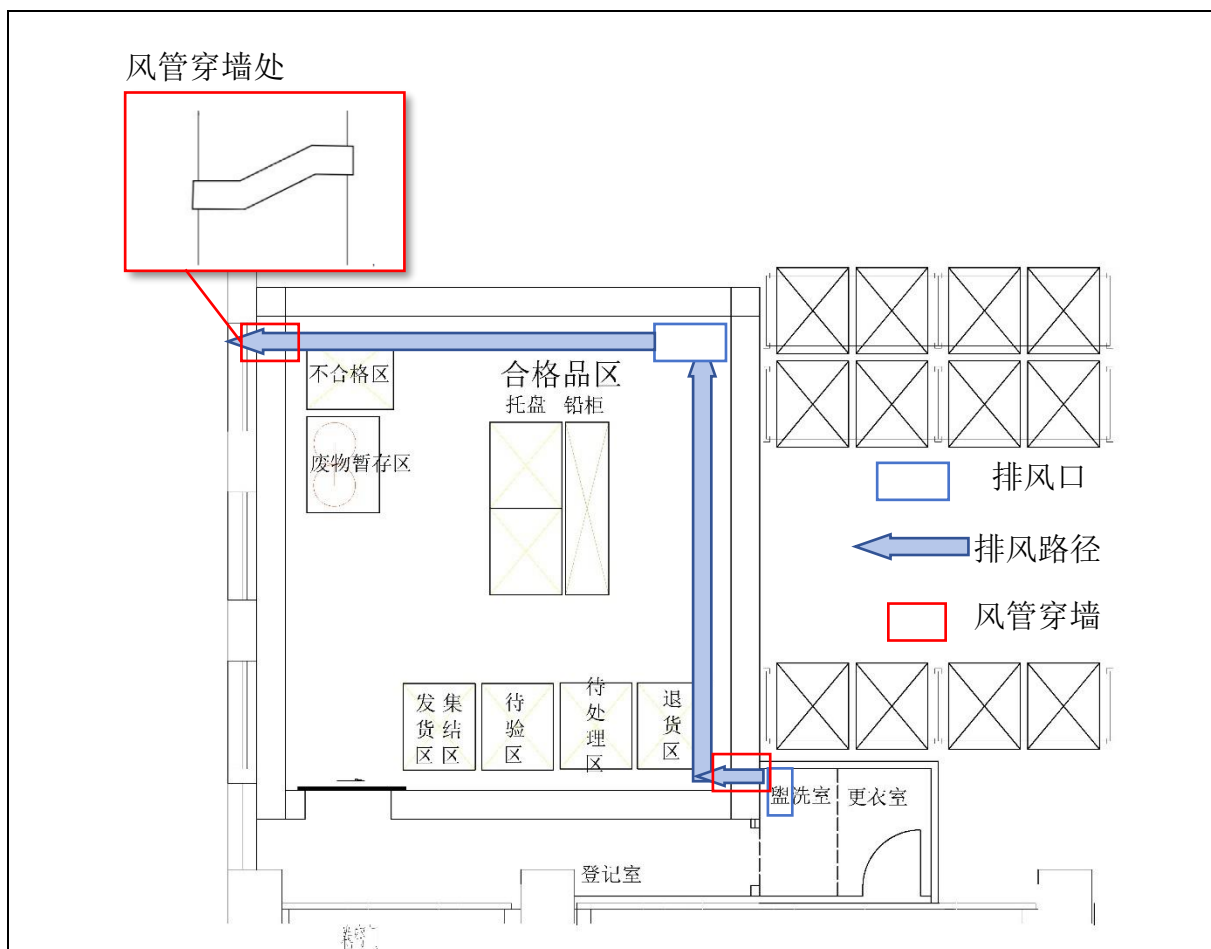 风管穿墙处
不合格区
合格品区
托盘 铅柜
废物暂存区
排风口
排风路径
风管穿墙
发货区
集结区
待验区
待处理区
退货区
盥洗室
更衣室
登记室